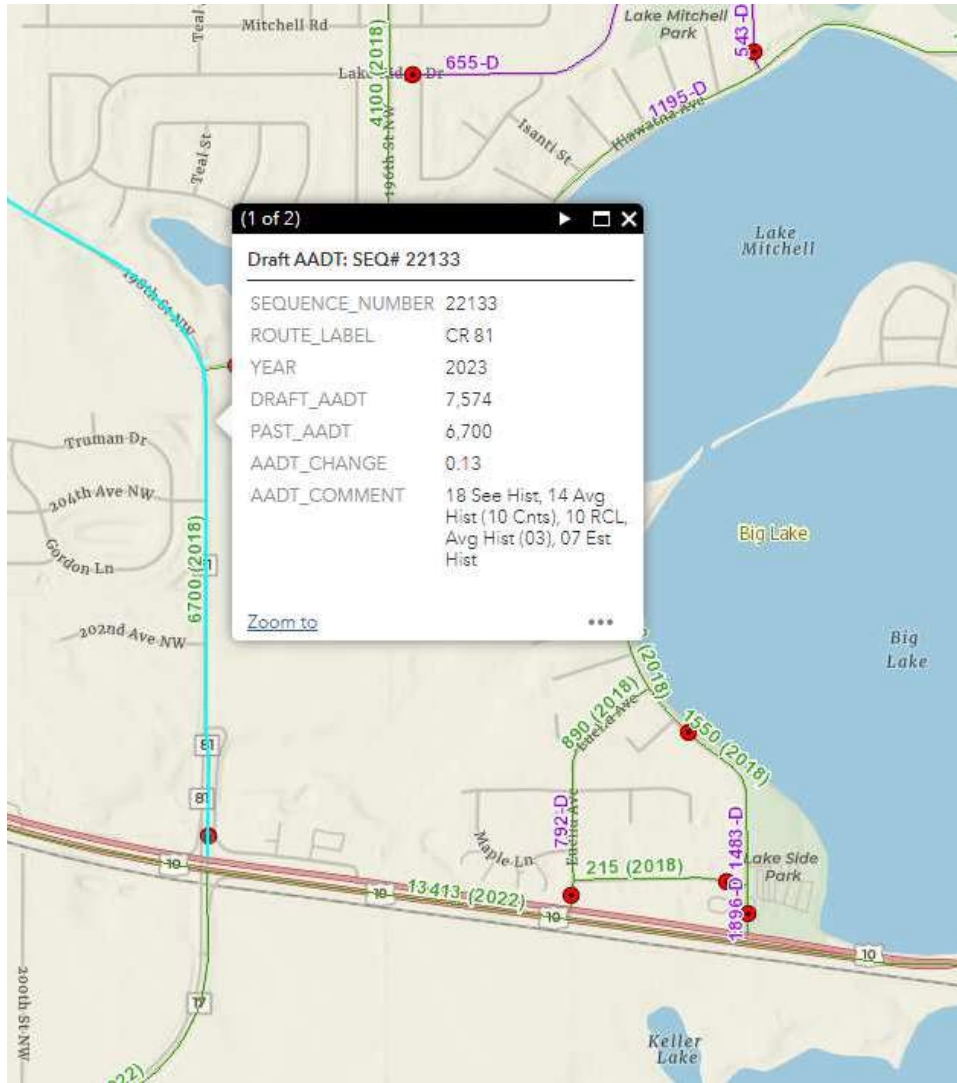 Teal
Mitchell Rd
4100 (2018)
655-D
Lake Mitchell
Park
543-D
1195-D
Hiawatha Ave
Isanti St
Teal St
196th St NW
(1 of 2)
Draft AADT: SEQ# 22133
SEQUENCE_NUMBER 22133
ROUTE_LABEL CR 81
YEAR 2023
DRAFT_AADT 7,574
PAST_AADT 6,700
AADT_CHANGE 0.13
AADT_COMMENT 18 See Hist, 14 Avg
Hist (10 Cnts), 10 RCL,
Avg Hist (03), 07 Est
Hist
Zoom to
Lake
Mitchell
198th St NW
Truman Dr
204th Ave NW
Gordon Ln
6700 (2018)
202nd Ave NW
Big Lake
Big
Lake
(2018)
890 (2018)
1550 (2018)
81
81
792-D
Maple Ln
215 (2018)
1483-D
1896-D
Lake Side
Park
10
10
13413 (2022)
10
10
200th St NW
17
Keller
Lake